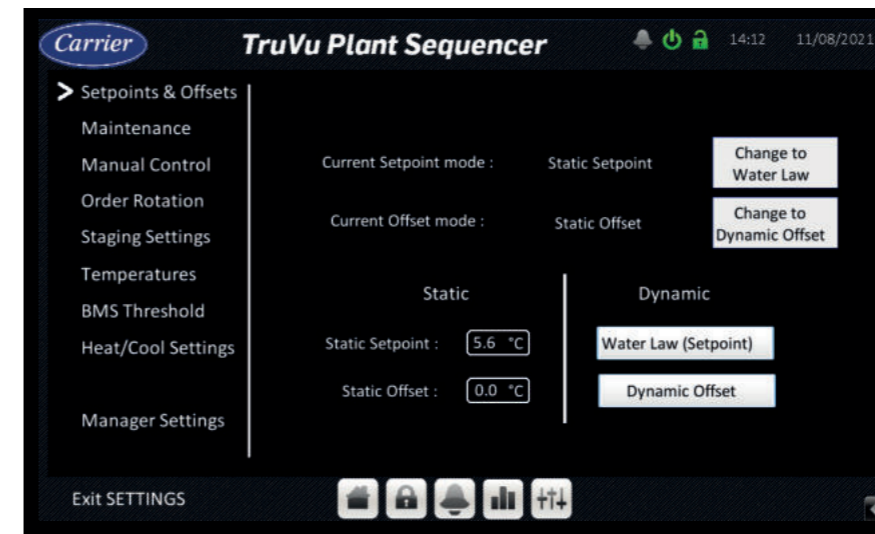 Carrier
TruVu Plant Sequencer
14:12 11/08/2021
Setpoints & Offsets
Maintenance
Manual Control
Order Rotation
Staging Settings
Temperatures
BMS Threshold
Heat/Cool Settings
Manager Settings
Current Setpoint mode : Static Setpoint
Change to
Water Law
Current Offset mode : Static Offset
Change to
Dynamic Offset
Static
Static Setpoint : 5.6 °C
Static Offset : 0.0 °C
Dynamic
Water Law (Setpoint)
Dynamic Offset
Exit SETTINGS